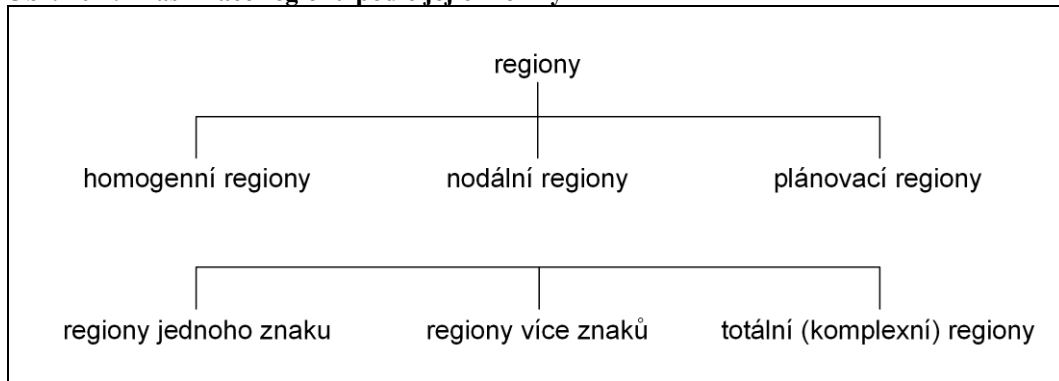 regiony
homogenní regiony nodální regiony plánovací regiony
regiony jednoho znaku regiony více znaků totální (komplexní) regiony